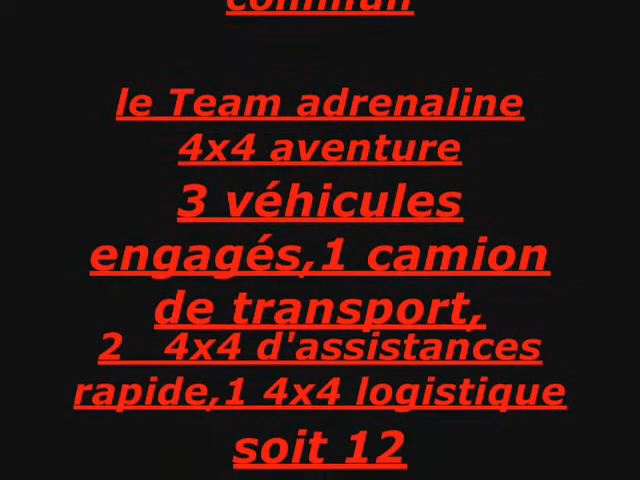 commun
le Team adrenaline
4x4 aventure
3 véhicules
engagés,1 camion
de transport,
2 4x4 d'assistances
rapide,1 4x4 logistique
soit 12